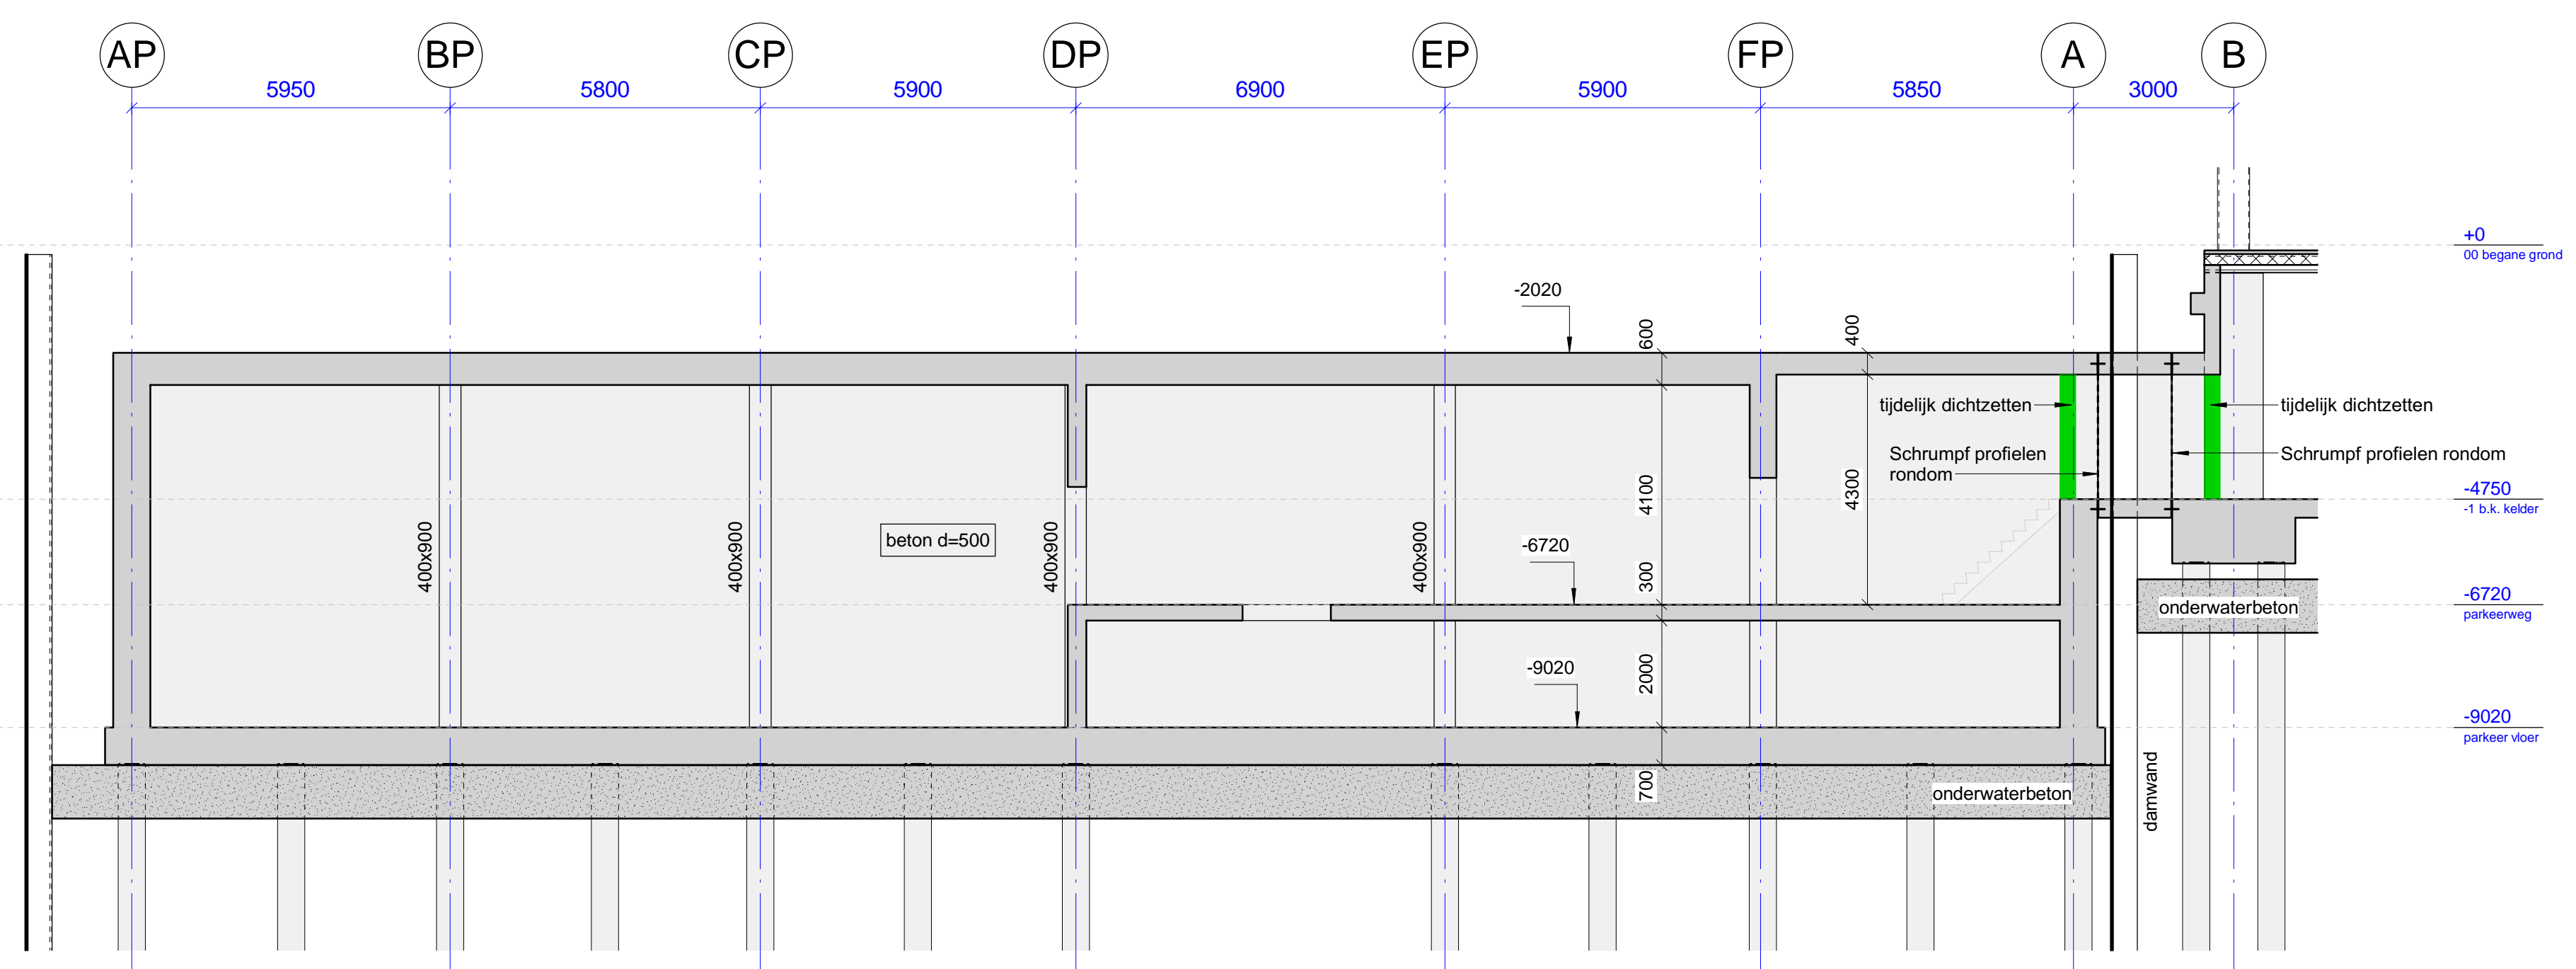 AP BP CP DP EP FP A B
5950 5800 5900 6900 5900 5850 3000
+0
00 begane grond
-2020
600
400
tijdelijk dichtzetten
tijdelijk dichtzetten
Schrumpf profielen
rondom
Schrumpf profielen rondom
4100
4300
-4750
-1 b.k. kelder
400x900
400x900
400x900
400x900
beton d=500
-6720
300
-6720
parkeerweg
onderwaterbeton
-9020
2000
-9020
parkeer vloer
700
onderwaterbeton
damwand